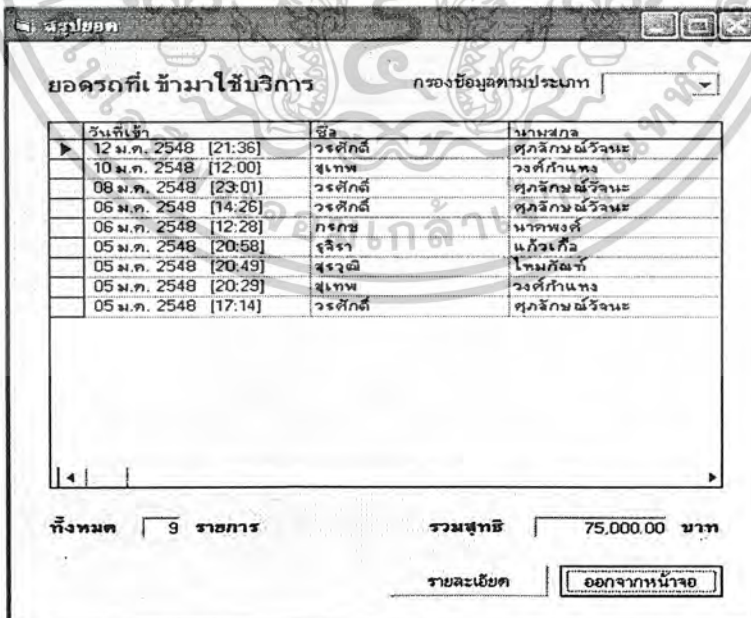 สรุปยอด
ยอดรถที่เข้ามาใช้บริการ กรองข้อมูลตามประเภท
วันที่เข้า ชื่อ นามสกุล
12 ม.ค. 2548 [21:36] วรศักดิ์ ศุภลักษณ์วัจนะ
10 ม.ค. 2548 [12:00] สุเทพ วงศ์กำแหง
08 ม.ค. 2548 [23:01] วรศักดิ์ ศุภลักษณ์วัจนะ
06 ม.ค. 2548 [14:26] วรศักดิ์ ศุภลักษณ์วัจนะ
06 ม.ค. 2548 [12:28] กรกช นาคพงศ์
05 ม.ค. 2548 [20:58] รุจิรา แก้วเกื้อ
05 ม.ค. 2548 [20:49] สุรวุฒิ
05 ม.ค. 2548 [20:29] สุเทพ วงศ์กำแหง
05 ม.ค. 2548 [17:14] วรศักดิ์ ศุภลักษณ์วัจนะ
ทั้งหมด 9 รายการ รวมสุทธิ 75,000.00 บาท
รายละเอียด ออกจากหน้าจอ